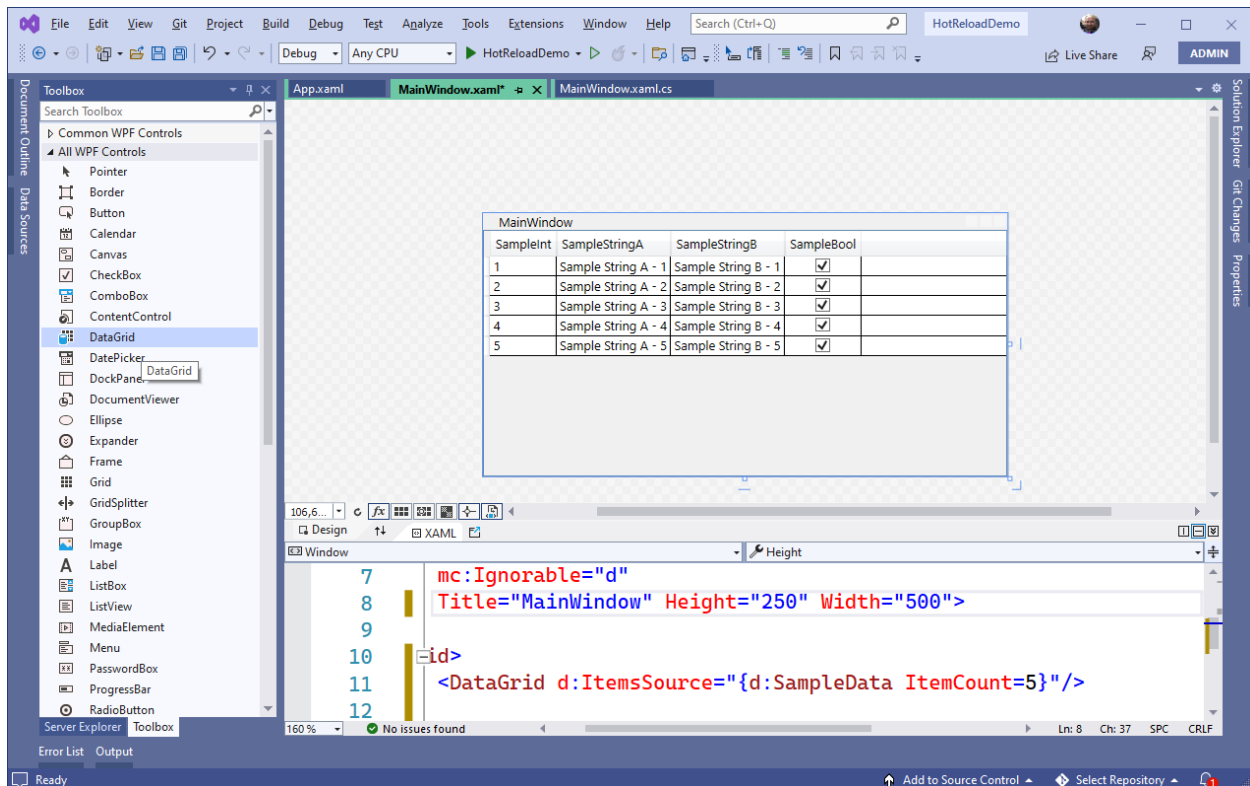 File Edit View Git Project Build Debug Test Analyze Tools Extensions Window Help Search (Ctrl+Q) HotReloadDemo
Debug Any CPU HotReloadDemo Live Share ADMIN
Document Outline
Data Sources
Toolbox
Search Toolbox
Common WPF Controls
All WPF Controls
Pointer
Border
Button
Calendar
Canvas
CheckBox
ComboBox
ContentControl
DataGrid
DatePicker
DockPanel
DataGrid
DocumentViewer
Ellipse
Expander
Frame
Grid
GridSplitter
GroupBox
Image
Label
ListBox
ListView
MediaElement
Menu
PasswordBox
ProgressBar
RadioButton
Server Explorer Toolbox
App.xaml MainWindow.xaml* MainWindow.xaml.cs
MainWindow
SampleInt SampleStringA SampleStringB SampleBool
1 Sample String A - 1 Sample String B - 1
2 Sample String A - 2 Sample String B - 2
3 Sample String A - 3 Sample String B - 3
4 Sample String A - 4 Sample String B - 4
5 Sample String A - 5 Sample String B - 5
106,6... fx
Design XAML
Window Height
7 mc:Ignorable="d"
8 Title="MainWindow" Height="250" Width="500">
9
10 id>
11 <DataGrid d:ItemsSource="{d:SampleData ItemCount=5}"/>
12
160 % No issues found Ln: 8 Ch: 37 SPC CRLF
Solution Explorer
Git Changes
Properties
Error List Output
Ready Add to Source Control Select Repository 1